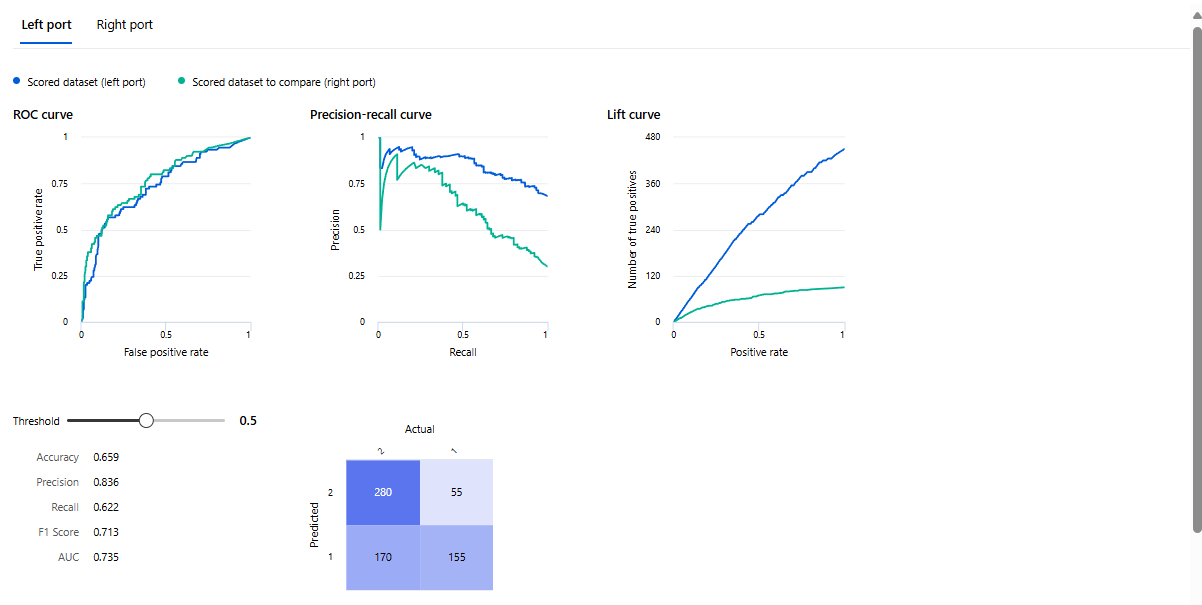 Left port Right port
Scored dataset (left port) Scored dataset to compare (right port)
ROC curve
1
0.75
0.5
0.25
0
True positive rate
0 0.5 1
False positive rate
Precision-recall curve
1
0.75
0.5
0.25
0
Precision
0 0.5 1
Recall
Lift curve
480
360
240
120
0
Number of true positives
0 0.5 1
Positive rate
Threshold 0.5
Accuracy 0.659
Precision 0.836
Recall 0.622
F1 Score 0.713
AUC 0.735
Actual
2 1
Predicted
2 280 55
1 170 155